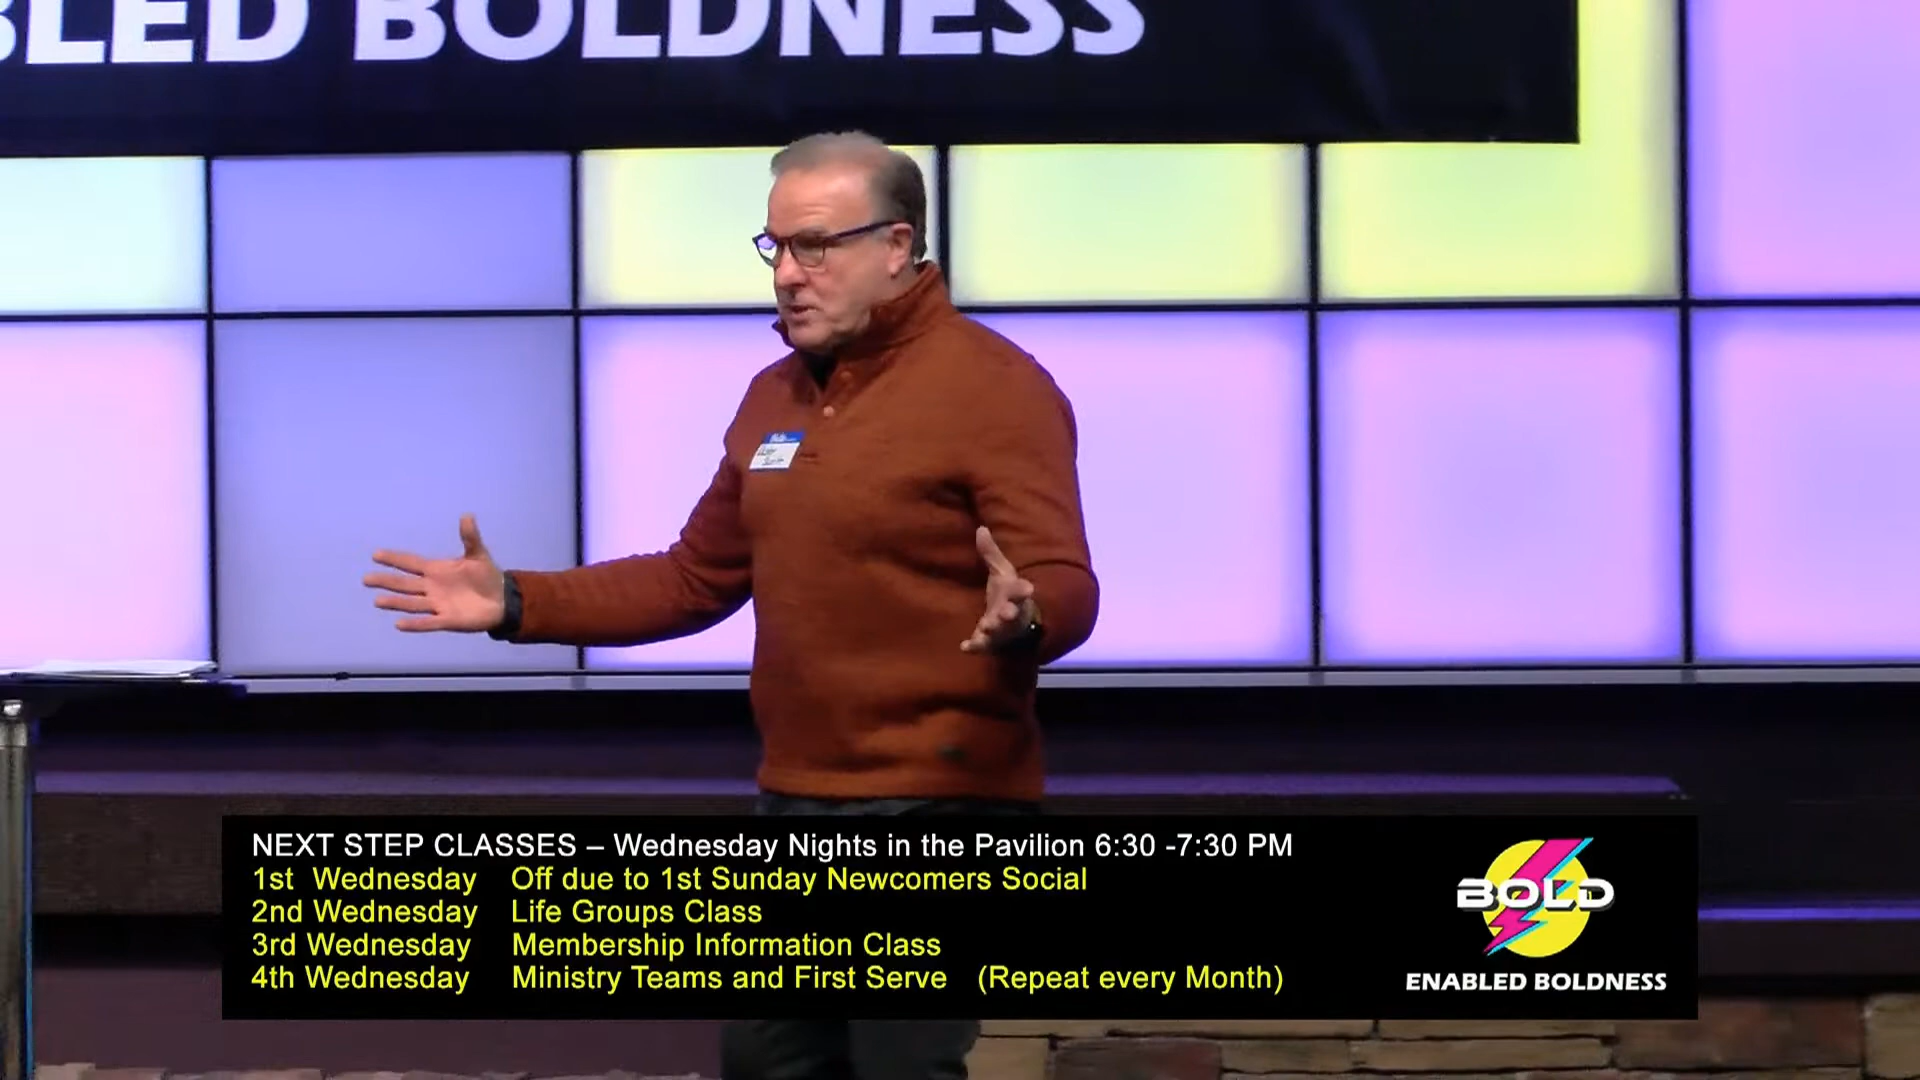 BLED BOLDNESS
NEXT STEP CLASSES – Wednesday Nights in the Pavilion 6:30 -7:30 PM
1st Wednesday Off due to 1st Sunday Newcomers Social
2nd Wednesday Life Groups Class
3rd Wednesday Membership Information Class
4th Wednesday Ministry Teams and First Serve (Repeat every Month)
BOLD
ENABLED BOLDNESS